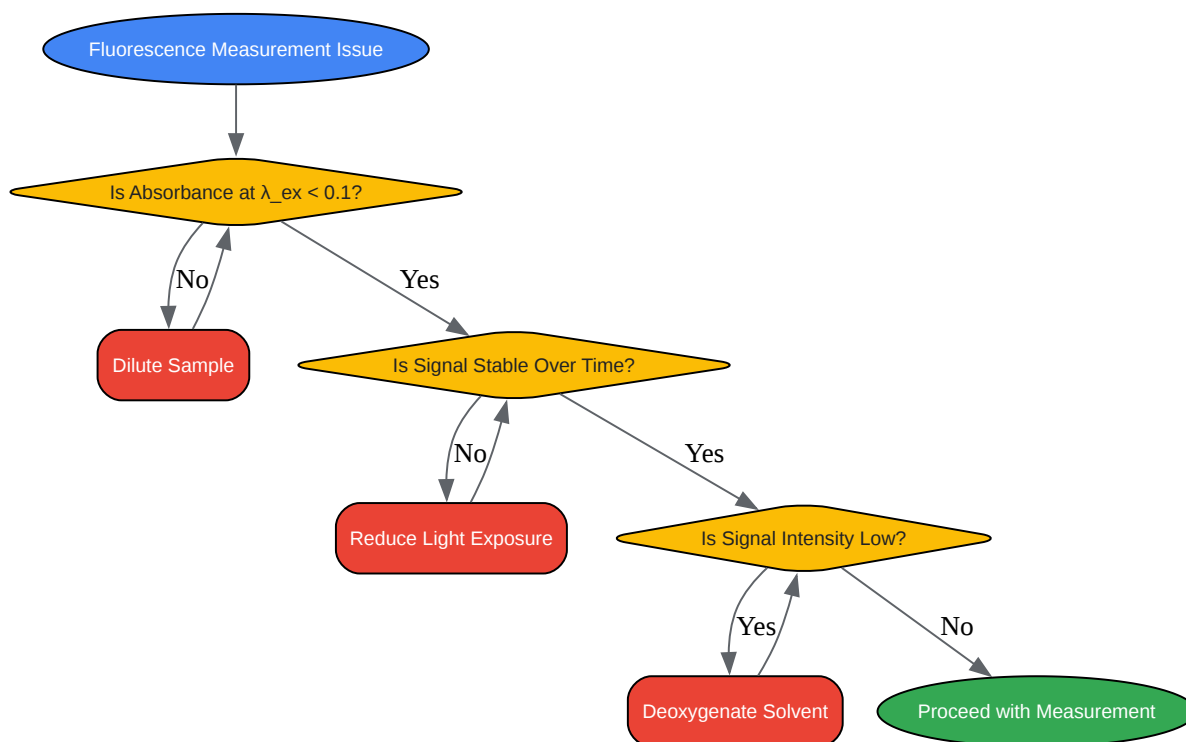 Fluorescence Measurement Issue
Is Absorbance at λ_ex < 0.1?
No
Yes
Dilute Sample
Is Signal Stable Over Time?
No
Yes
Reduce Light Exposure
Is Signal Intensity Low?
Yes
No
Deoxygenate Solvent
Proceed with Measurement